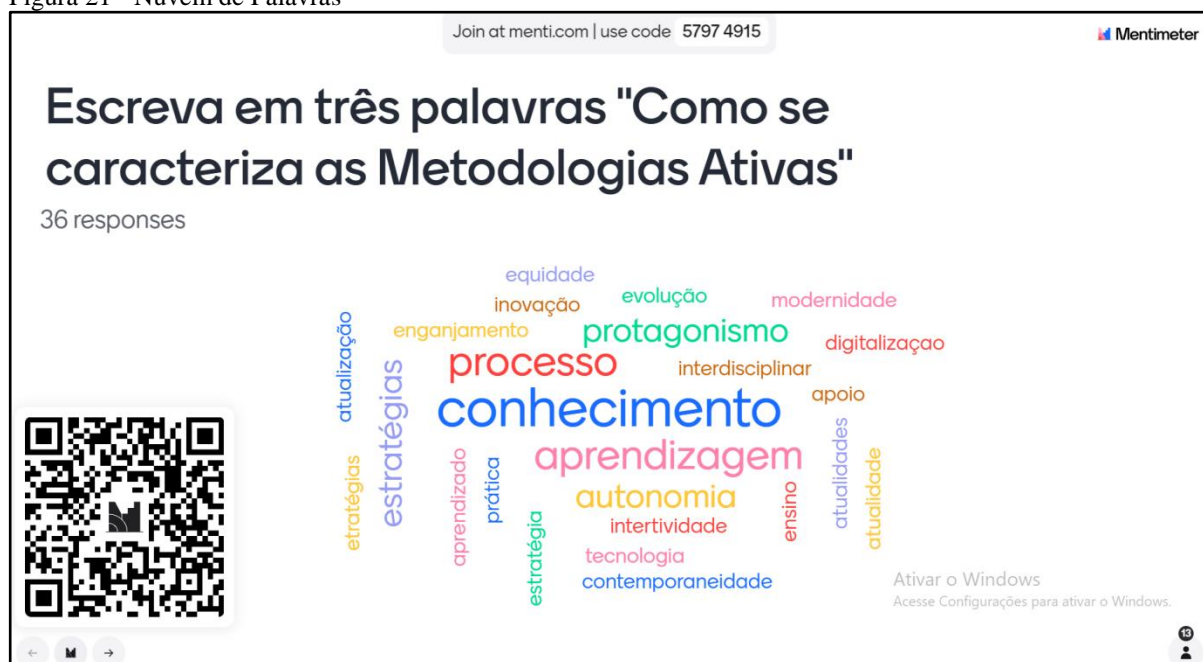 Figura 21 - Nuvem de Palavras
Join at menti.com | use code 5797 4915
Mentimeter
Escreva em três palavras "Como se
caracteriza as Metodologias Ativas"
36 responses
equidade
inovação
evolução
modernidade
enganjamento
protagonismo
digitalizaçao
atualização
processo
interdisciplinar
estratégias
apoio
conhecimento
aprendizagem
etratégias
aprendizado
prática
autonomia
ensino
atualidades
atualidade
intertividade
estratégia
tecnologia
contemporaneidade
Ativar o Windows
Acesse Configurações para ativar o Windows.
13